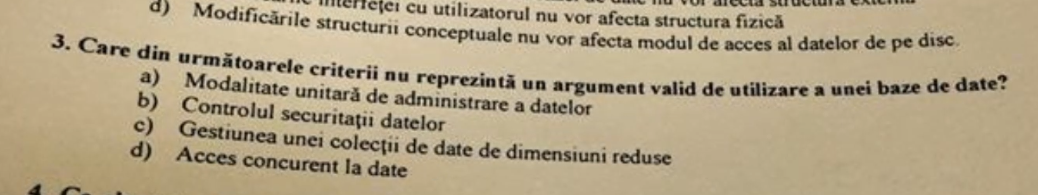 interfeței cu utilizatorul nu vor afecta structura fizică
d) Modificările structurii conceptuale nu vor afecta modul de acces al datelor de pe disc.
3. Care din următoarele criterii nu reprezintă un argument valid de utilizare a unei baze de date?
a) Modalitate unitară de administrare a datelor
b) Controlul securitaţii datelor
c) Gestiunea unei colecţii de date de dimensiuni reduse
d) Acces concurent la date